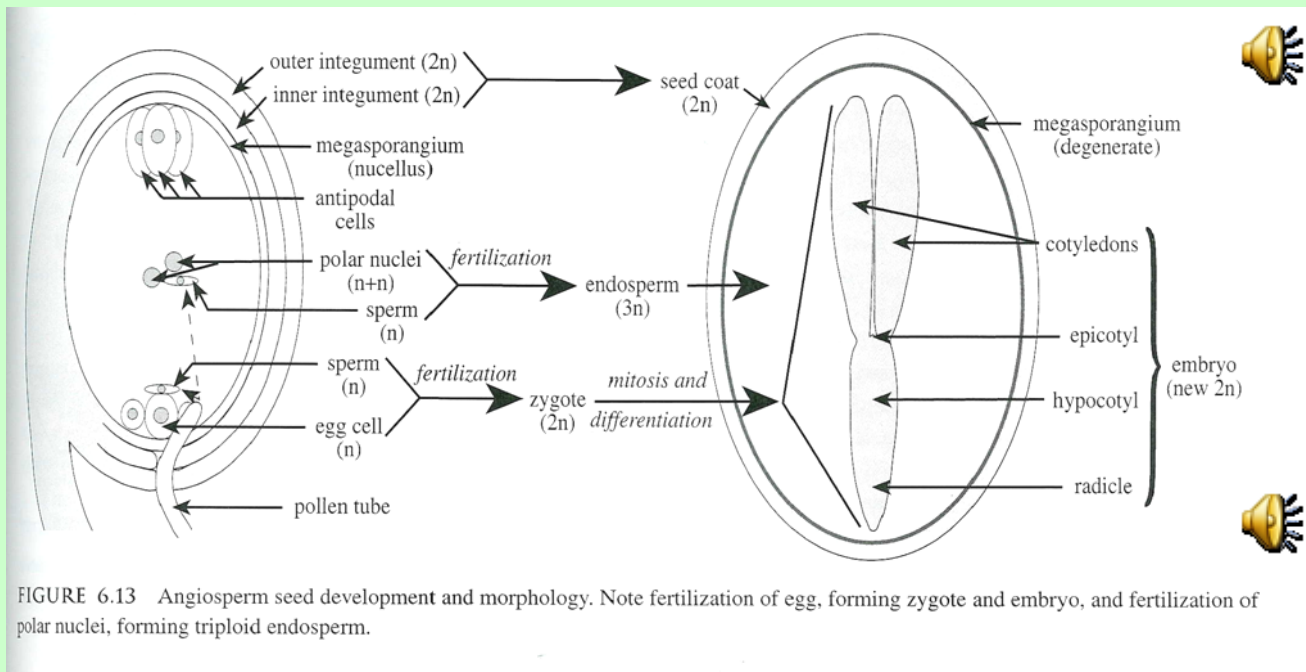 outer integument (2n)
inner integument (2n)
megasporangium
(nucellus)
antipodal
cells
polar nuclei
(n+n)
fertilization
sperm
(n)
sperm
(n)
fertilization
egg cell
(n)
pollen tube
seed coat
(2n)
endosperm
(3n)
zygote
(2n)
mitosis and
differentiation
megasporangium
(degenerate)
cotyledons
epicotyl
hypocotyl
radicle
embryo
(new 2n)
FIGURE 6.13 Angiosperm seed development and morphology. Note fertilization of egg, forming zygote and embryo, and fertilization of
polar nuclei, forming triploid endosperm.